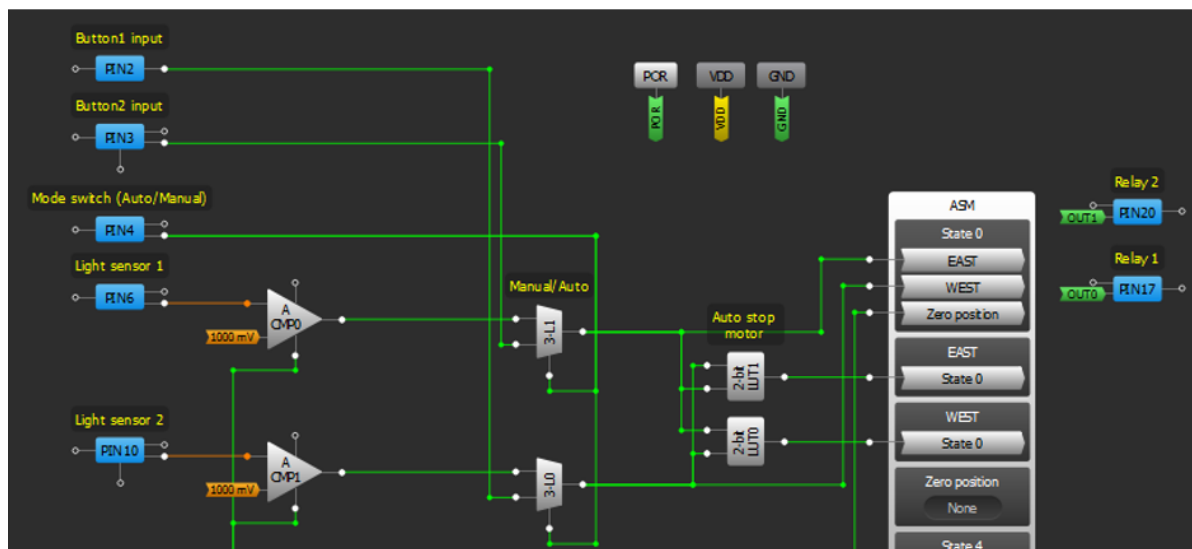 Button1 input
PIN2
Button2 input
PIN3
Mode switch (Auto/Manual)
PIN4
Light sensor 1
PIN6
A
CMP0
1000 mV
Light sensor 2
PIN10
A
CMP1
1000 mV
Manual/Auto
3-L1
3-L0
Auto stop
motor
2-bit
LUT1
2-bit
LUT0
POR
VDD
GND
POR
VDD
GND
ASM
State 0
EAST
WEST
Zero position
EAST
State 0
WEST
State 0
Zero position
None
State 4
Relay 2
OUT1
PIN20
Relay 1
OUT0
PIN17